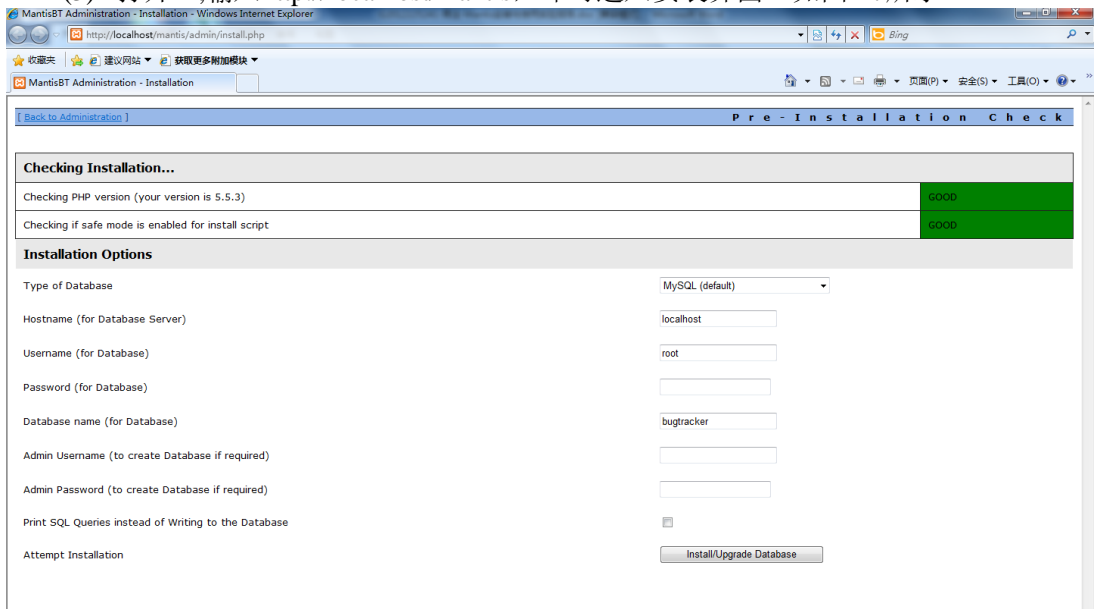 MantisBT Administration - Installation - Windows Internet Explorer
http://localhost/mantis/admin/install.php
Bing
收藏夹 建议网站 获取更多附加模块
MantisBT Administration - Installation 页面(P) 安全(S) 工具(O) »
[ Back to Administration ] Pre-Installation Check
Checking Installation...
Checking PHP version (your version is 5.5.3) GOOD
Checking if safe mode is enabled for install script GOOD
Installation Options
Type of Database MySQL (default)
Hostname (for Database Server) localhost
Username (for Database) root
Password (for Database)
Database name (for Database) bugtracker
Admin Username (to create Database if required)
Admin Password (to create Database if required)
Print SQL Queries instead of Writing to the Database
Attempt Installation Install/Upgrade Database